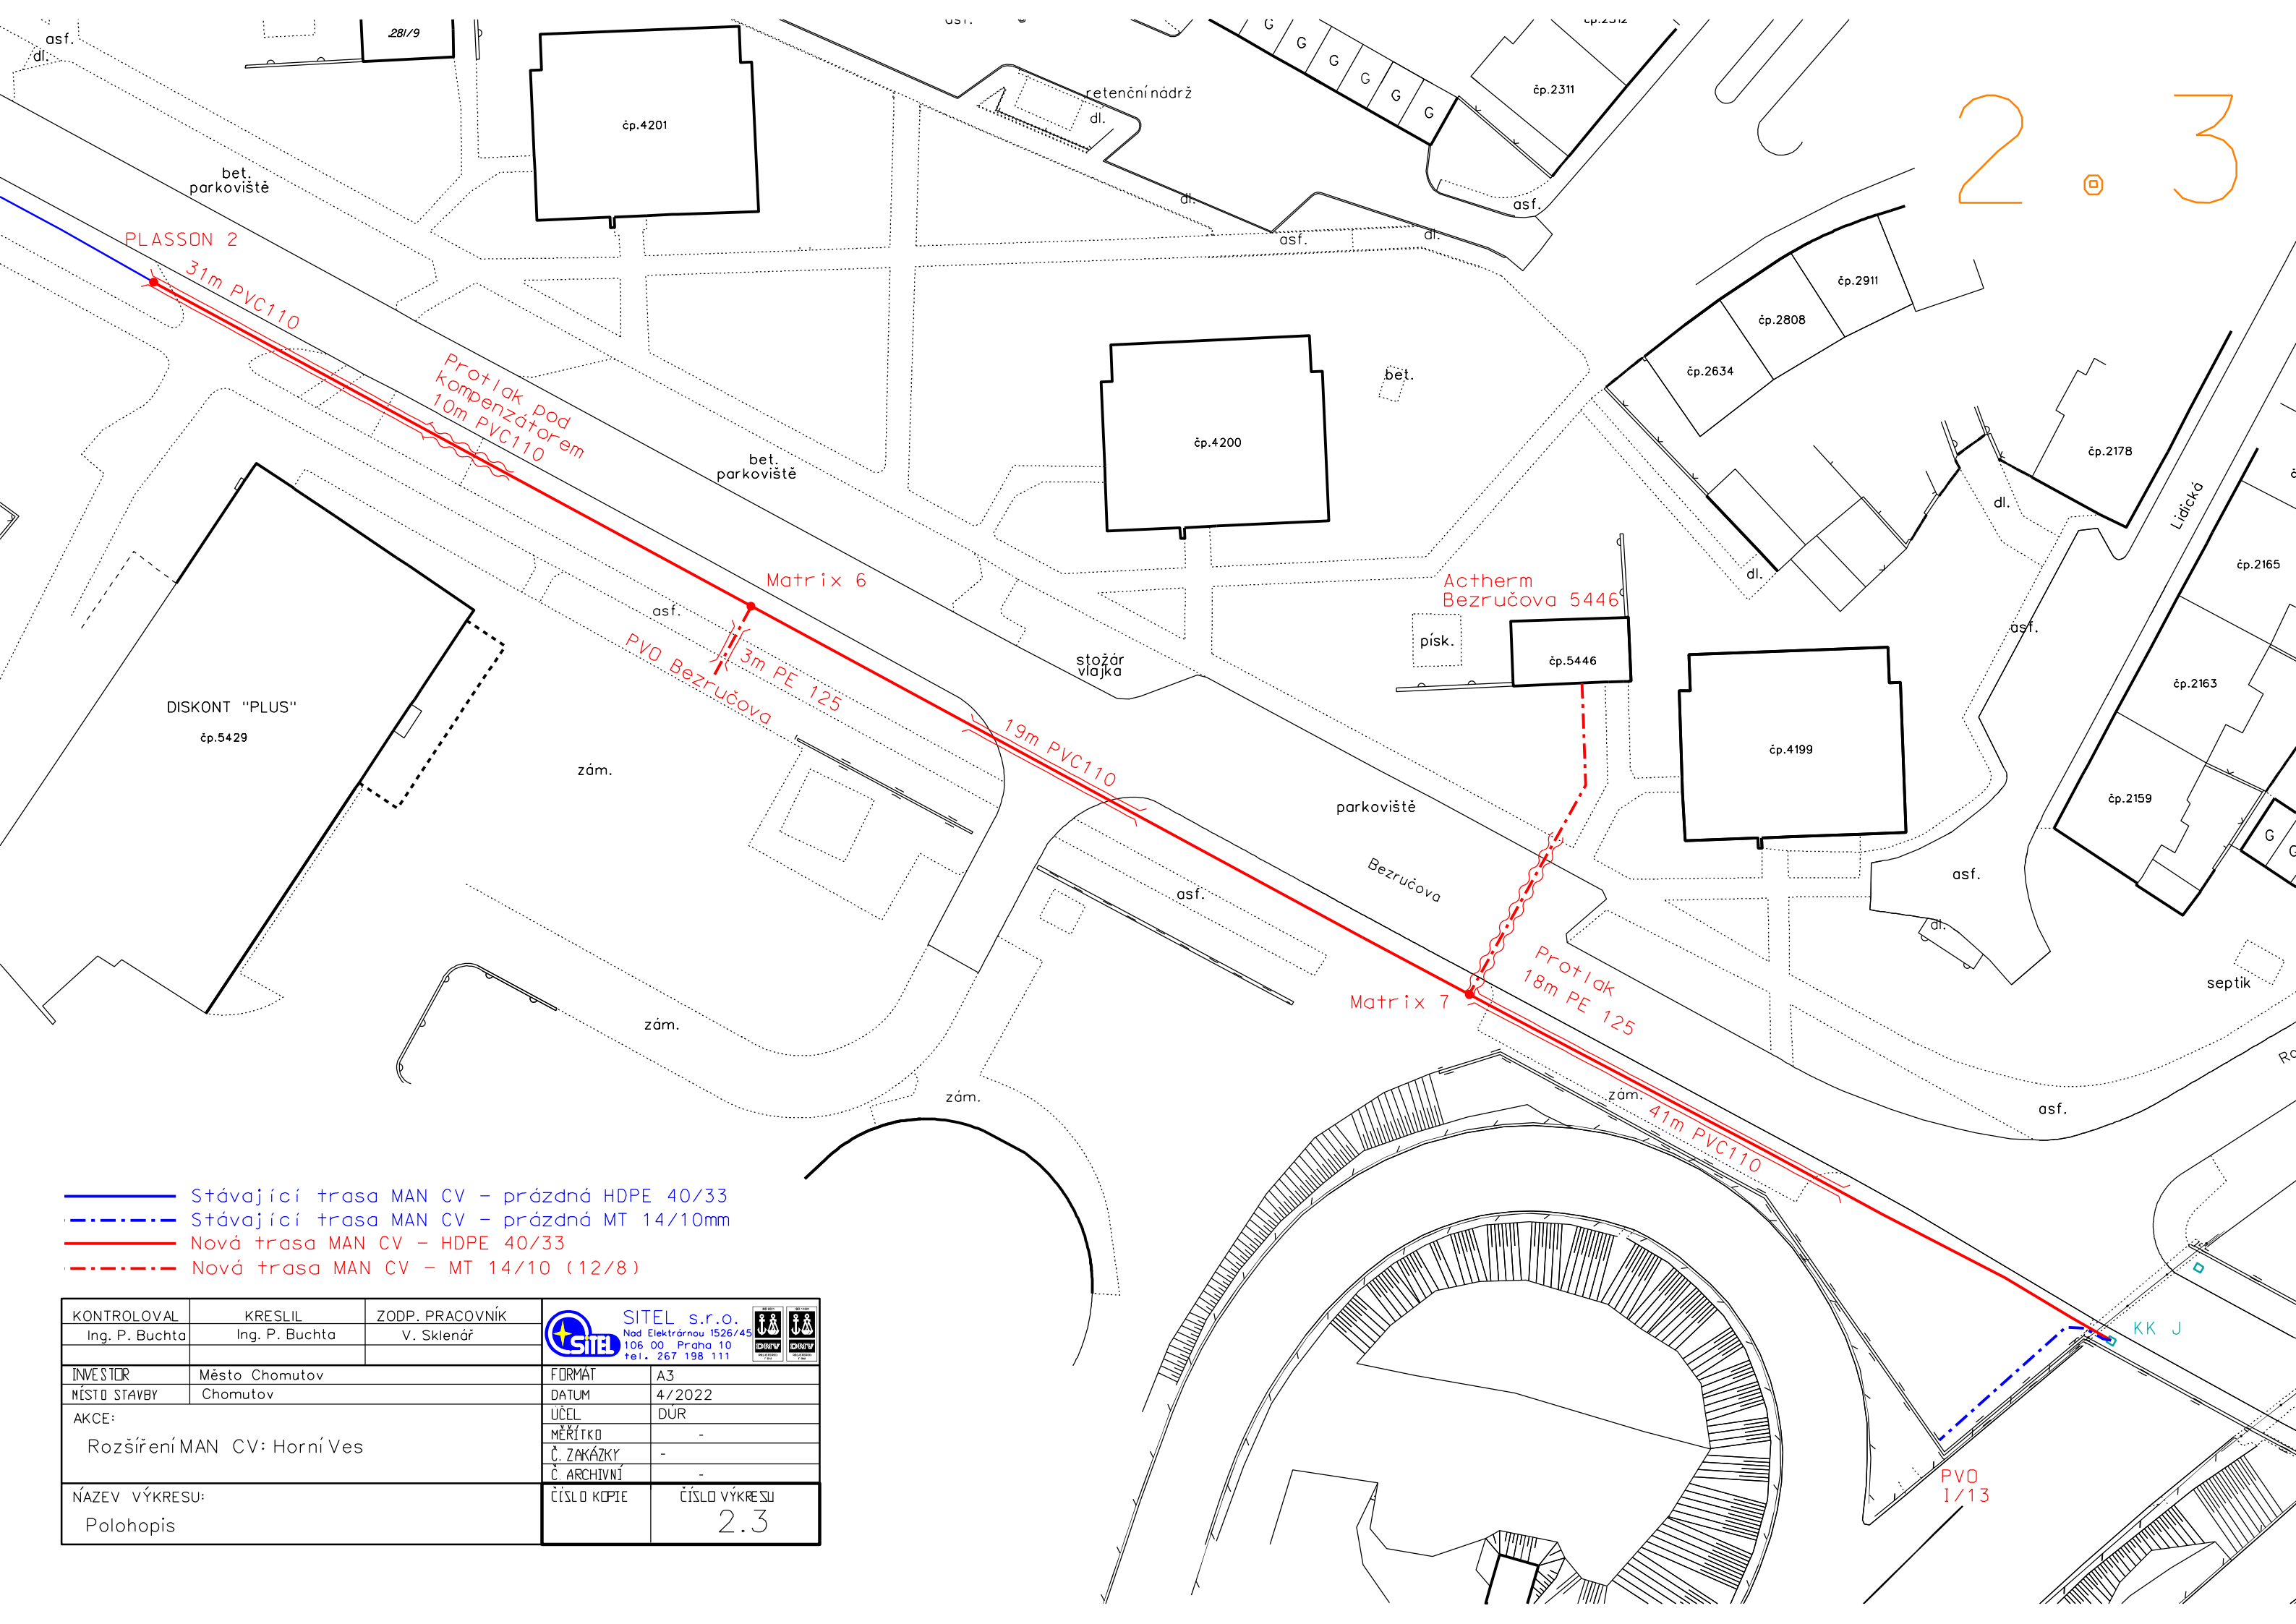 asf.
dl.
281/9
čp.4201
asf.
retenční nádrž
dl.
G
G
G
G
G
G
čp.2312
čp.2311
2.3
bet.
parkoviště
dl.
asf.
asf.
dl.
PLASSON 2
31m PVC110
čp.2911
čp.2808
čp.2634
Protlak pod
kompenzátorem
10m PVC110
bet.
čp.4200
čp.2178
bet.
parkoviště
Lidická
dl.
čp.2165
dl.
Matrix 6
Actherm
Bezručova 5446
asf.
asf.
písk.
PVO Bezručova
3m PE 125
stožár
vlajka
čp.5446
čp.2163
DISKONT "PLUS"
čp.5429
19m PVC110
čp.4199
zám.
čp.2159
parkoviště
G
G
Bezručova
asf.
asf.
dl.
Protlak
18m PE 125
septik
Matrix 7
zám.
zám.
zám.
41m PVC110
asf.
Stávající trasa MAN CV - prázdná HDPE 40/33
Stávající trasa MAN CV - prázdná MT 14/10mm
Nová trasa MAN CV - HDPE 40/33
Nová trasa MAN CV - MT 14/10 (12/8)
KK J
PVO
I/13
KONTROLOVAL KRESLIL ZODP. PRACOVNÍK
Ing. P. Buchta Ing. P. Buchta V. Sklenář
SITEL
SITEL s.r.o.
Nad Elektrárnou 1526/45
106 00 Praha 10
tel. 267 198 111
DNV DNV
INVESTOR Město Chomutov
MÍSTO STAVBY Chomutov
AKCE:
Rozšíření MAN CV: Horní Ves
FORMÁT A3
DATUM 4/2022
ÚČEL DÚR
MĚŘÍTKO -
Č. ZAKÁZKY -
Č. ARCHIVNÍ -
NÁZEV VÝKRESU:
Polohopis
ČÍSLO KOPIE ČÍSLO VÝKRESU
2.3